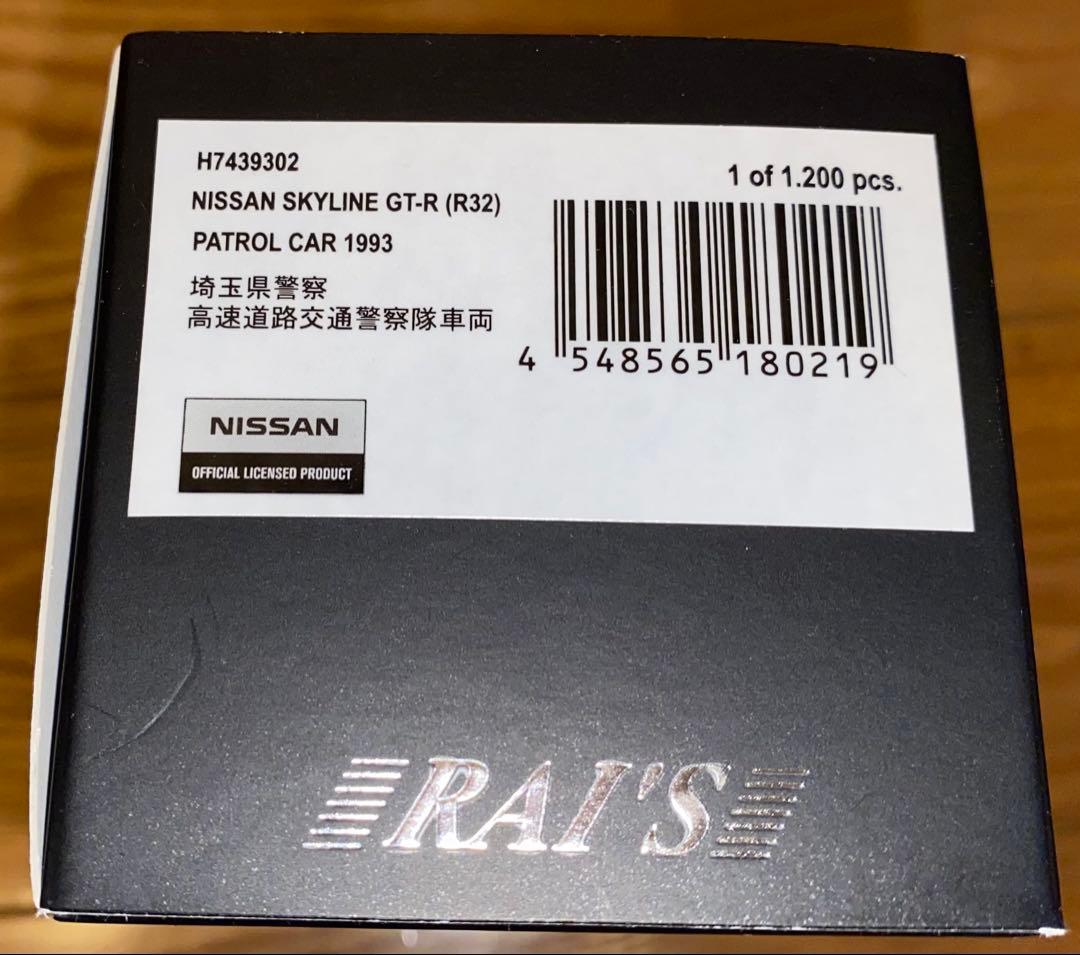 H7439302
1 of 1.200 pcs.
NISSAN SKYLINE GT-R (R32)
PATROL CAR 1993
埼玉県警察
高速道路交通警察隊車両
4 548565 180219
NISSAN
OFFICIAL LICENSED PRODUCT
RAI'S